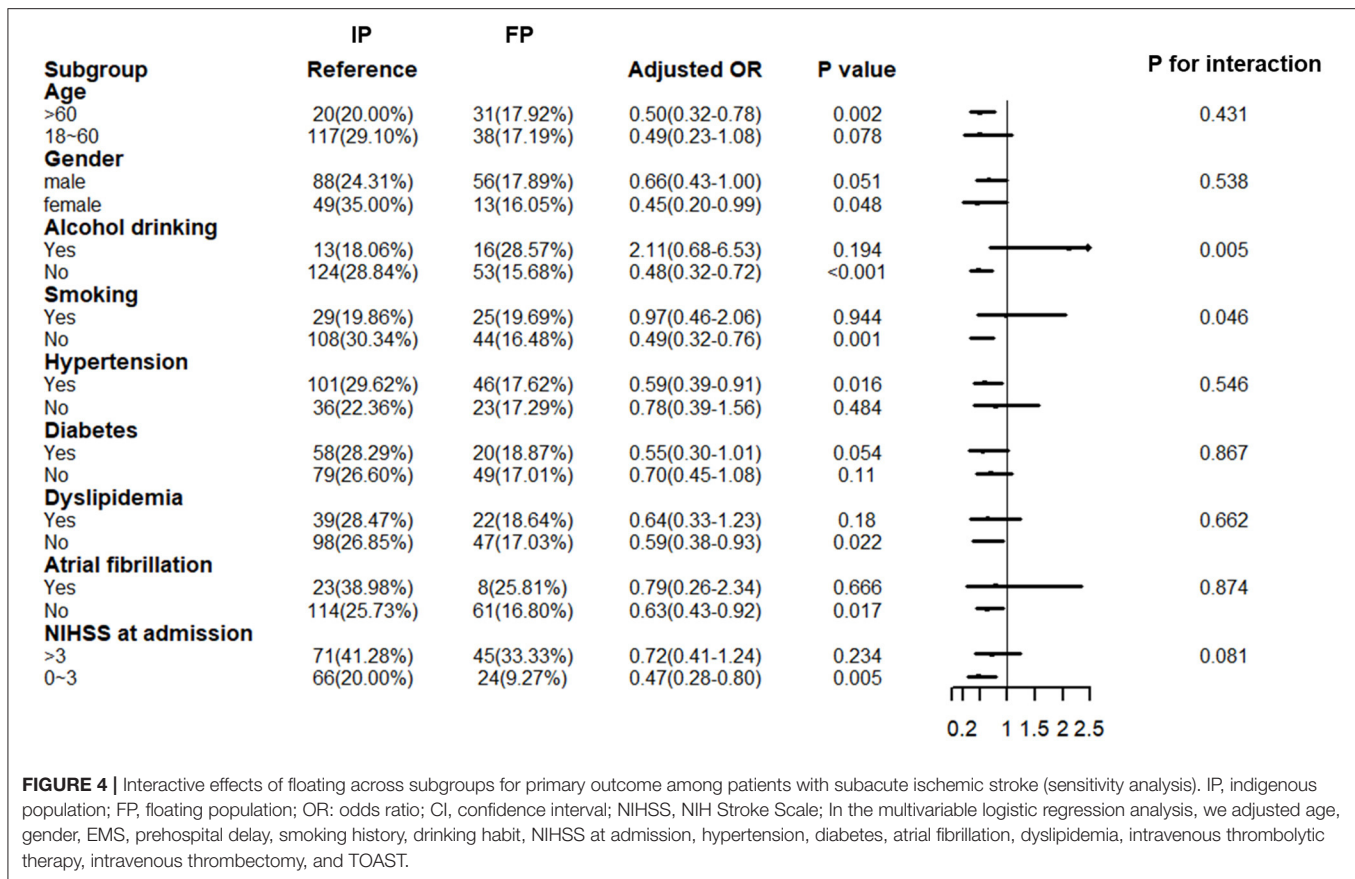 IP FP
Subgroup Reference Adjusted OR P value P for interaction
Age
>60 20(20.00%) 31(17.92%) 0.50(0.32-0.78) 0.002 0.431
18~60 117(29.10%) 38(17.19%) 0.49(0.23-1.08) 0.078
Gender
male 88(24.31%) 56(17.89%) 0.66(0.43-1.00) 0.051 0.538
female 49(35.00%) 13(16.05%) 0.45(0.20-0.99) 0.048
Alcohol drinking
Yes 13(18.06%) 16(28.57%) 2.11(0.68-6.53) 0.194 0.005
No 124(28.84%) 53(15.68%) 0.48(0.32-0.72) <0.001
Smoking
Yes 29(19.86%) 25(19.69%) 0.97(0.46-2.06) 0.944 0.046
No 108(30.34%) 44(16.48%) 0.49(0.32-0.76) 0.001
Hypertension
Yes 101(29.62%) 46(17.62%) 0.59(0.39-0.91) 0.016 0.546
No 36(22.36%) 23(17.29%) 0.78(0.39-1.56) 0.484
Diabetes
Yes 58(28.29%) 20(18.87%) 0.55(0.30-1.01) 0.054 0.867
No 79(26.60%) 49(17.01%) 0.70(0.45-1.08) 0.11
Dyslipidemia
Yes 39(28.47%) 22(18.64%) 0.64(0.33-1.23) 0.18 0.662
No 98(26.85%) 47(17.03%) 0.59(0.38-0.93) 0.022
Atrial fibrillation
Yes 23(38.98%) 8(25.81%) 0.79(0.26-2.34) 0.666 0.874
No 114(25.73%) 61(16.80%) 0.63(0.43-0.92) 0.017
NIHSS at admission
>3 71(41.28%) 45(33.33%) 0.72(0.41-1.24) 0.234 0.081
0~3 66(20.00%) 24(9.27%) 0.47(0.28-0.80) 0.005
0.2 1 1.5 2 2.5
FIGURE 4 | Interactive effects of floating across subgroups for primary outcome among patients with subacute ischemic stroke (sensitivity analysis). IP, indigenous
population; FP, floating population; OR: odds ratio; CI, confidence interval; NIHSS, NIH Stroke Scale; In the multivariable logistic regression analysis, we adjusted age,
gender, EMS, prehospital delay, smoking history, drinking habit, NIHSS at admission, hypertension, diabetes, atrial fibrillation, dyslipidemia, intravenous thrombolytic
therapy, intravenous thrombectomy, and TOAST.